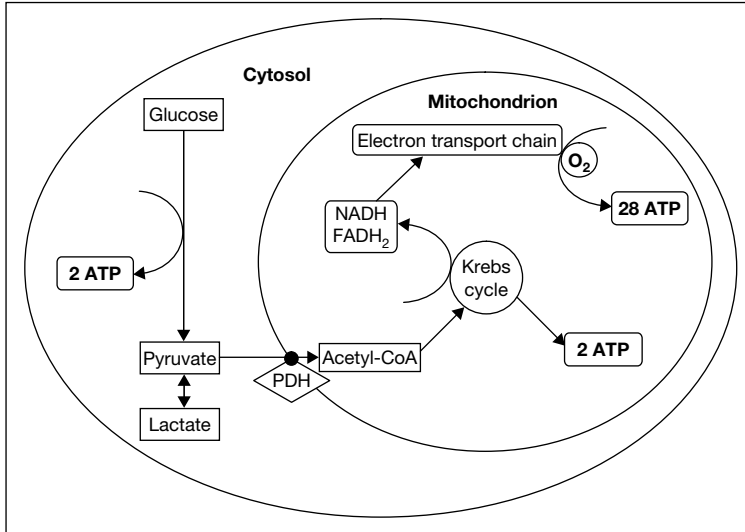 Cytosol
Mitochondrion
Glucose
Electron transport chain
O₂
NADH
FADH₂
28 ATP
2 ATP
Krebs
cycle
Pyruvate
Acetyl-CoA
2 ATP
PDH
Lactate